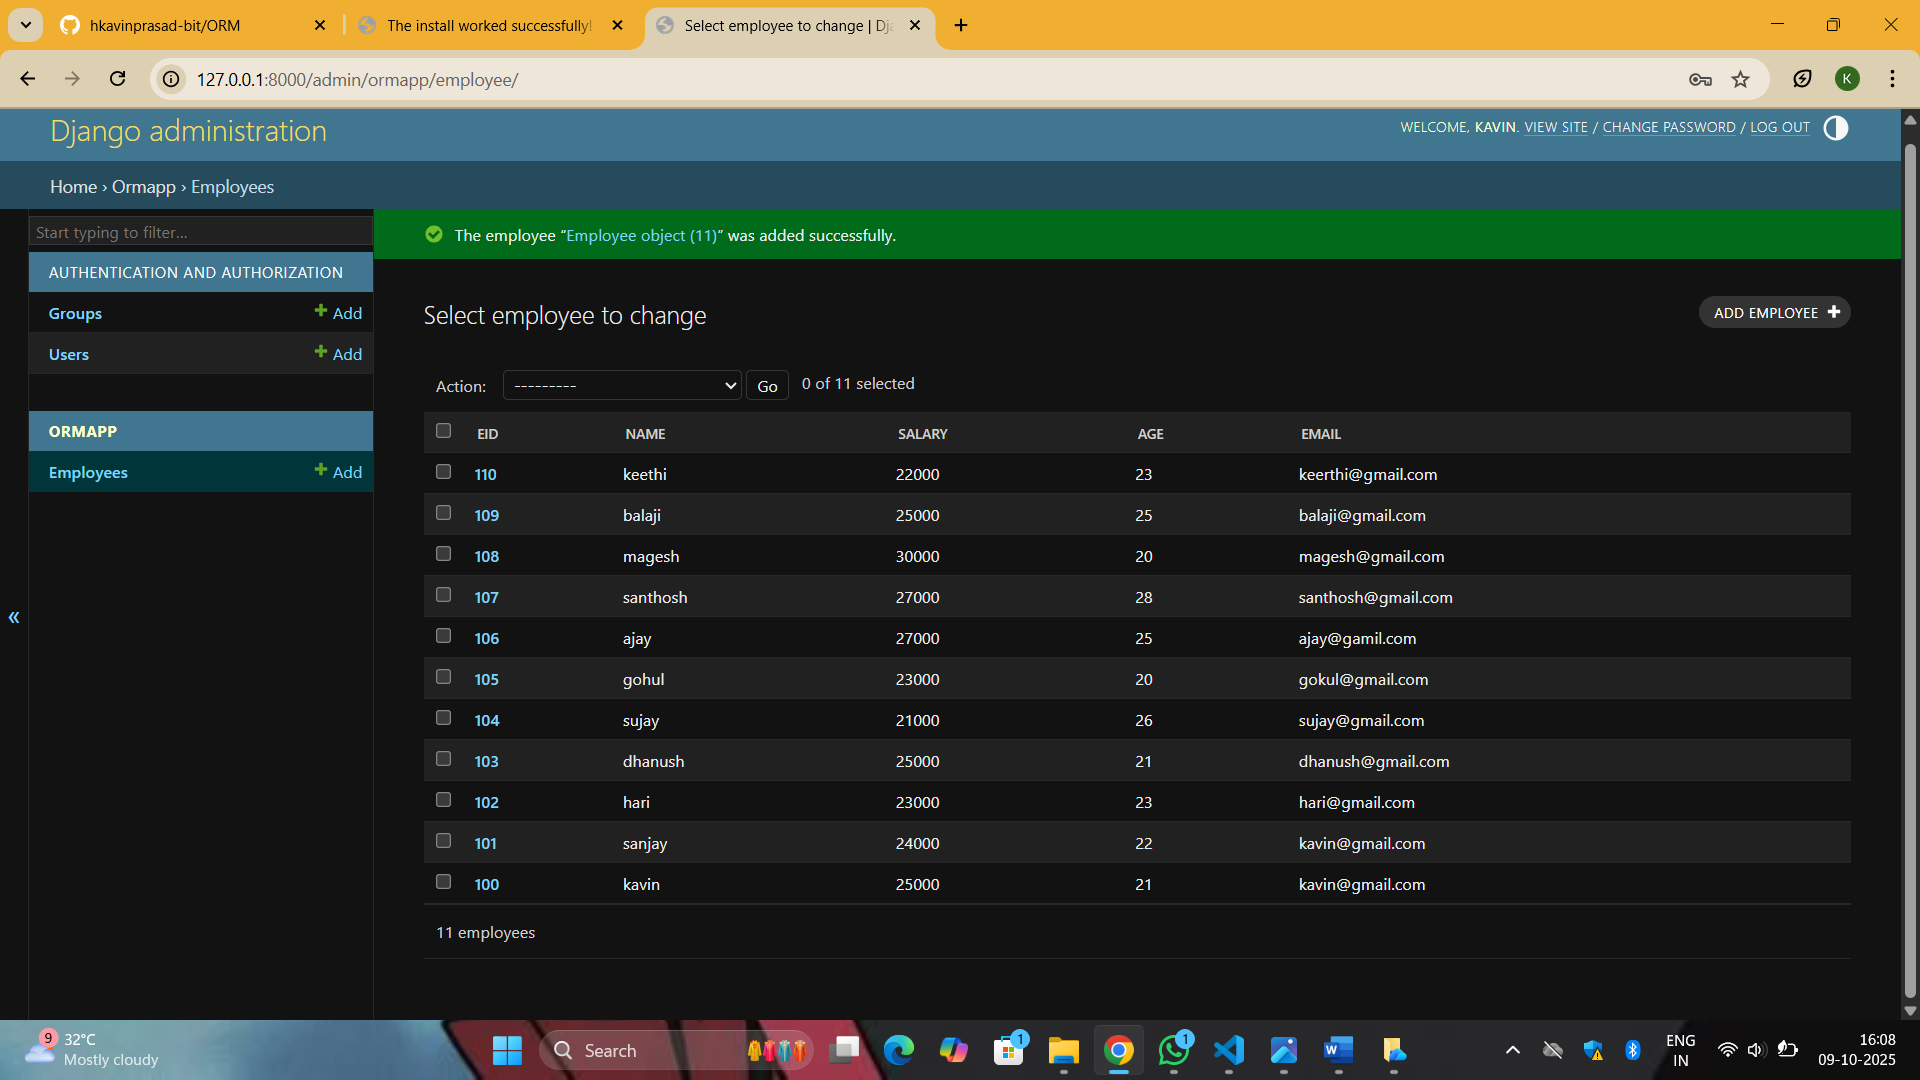 hkavinprasad-bit/ORM
The install worked successfully!
Select employee to change | Dja
127.0.0.1:8000/admin/ormapp/employee/
K
Django administration
WELCOME, KAVIN. VIEW SITE / CHANGE PASSWORD / LOG OUT
Home › Ormapp › Employees
Start typing to filter...
AUTHENTICATION AND AUTHORIZATION
Groups Add
Users Add
ORMAPP
Employees Add
«
The employee “Employee object (11)” was added successfully.
Select employee to change
ADD EMPLOYEE
Action: --------- Go 0 of 11 selected
EID NAME SALARY AGE EMAIL
110 keethi 22000 23 keerthi@gmail.com
109 balaji 25000 25 balaji@gmail.com
108 magesh 30000 20 magesh@gmail.com
107 santhosh 27000 28 santhosh@gmail.com
106 ajay 27000 25 ajay@gamil.com
105 gohul 23000 20 gokul@gmail.com
104 sujay 21000 26 sujay@gmail.com
103 dhanush 25000 21 dhanush@gmail.com
102 hari 23000 23 hari@gmail.com
101 sanjay 24000 22 kavin@gmail.com
100 kavin 25000 21 kavin@gmail.com
11 employees
9
32°C
Mostly cloudy
Search
1
1
ENG
IN
16:08
09-10-2025